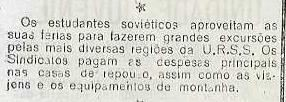 *
Os estudantes soviéticos aproveitam as
suas férias para fazerem grandes excursões
pelas mais diversas regiões da U.R.S.S. Os
Sindicatos pagam as despesas principais
nas casas de repouso, assim como as via-
jens e os equipamentos de montanha.